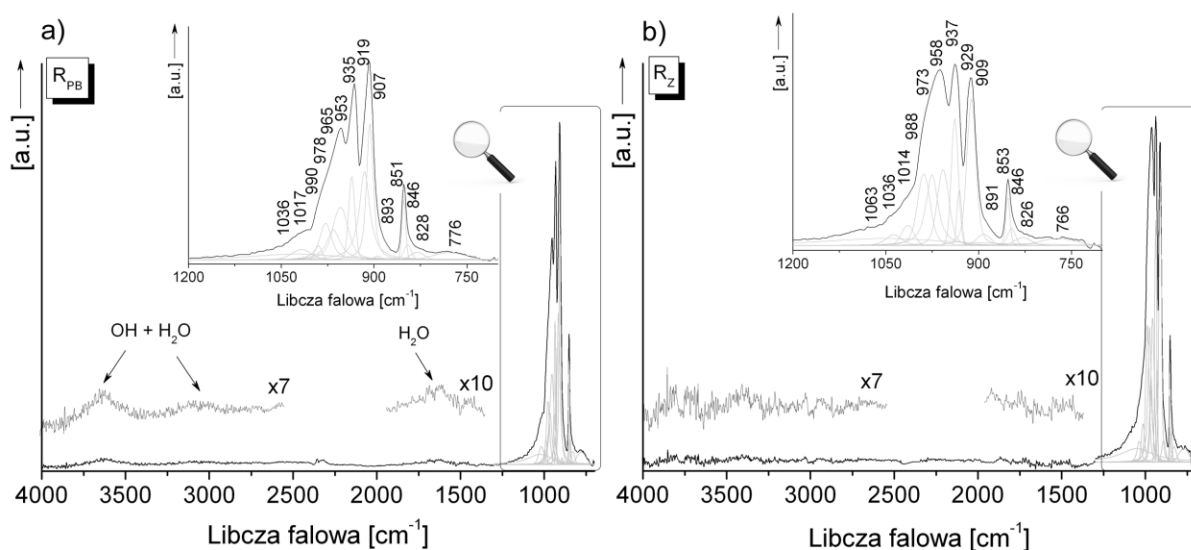 a)
R_PB
[a.u.]
[a.u.]
1036
1017
990
978
965
953
935
919
907
893
851
846
828
776
1200 1050 900 750
Libcza falowa [cm⁻¹]
OH + H₂O
H₂O
x7
x10
4000 3500 3000 2500 2000 1500 1000
Libcza falowa [cm⁻¹]
b)
R_Z
[a.u.]
[a.u.]
1063
1036
1014
988
973
958
937
929
909
891
853
846
826
766
1200 1050 900 750
Libcza falowa [cm⁻¹]
x7
x10
4000 3500 3000 2500 2000 1500 1000
Libcza falowa [cm⁻¹]